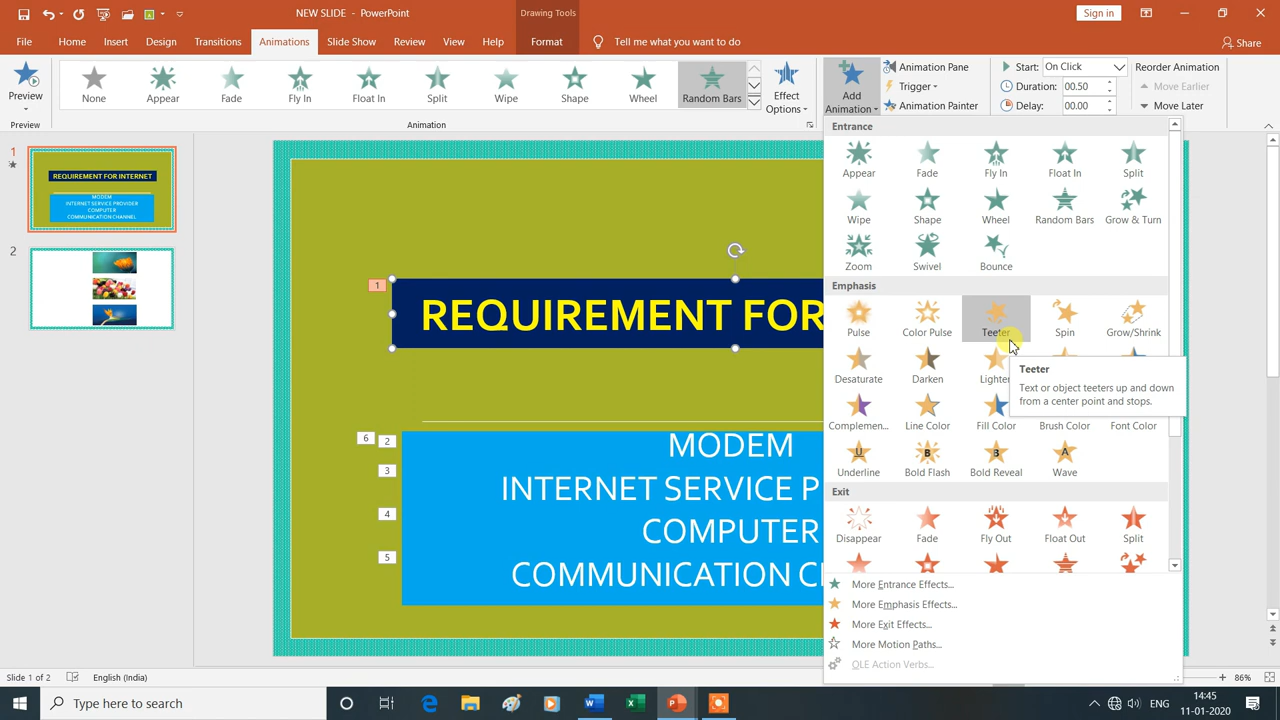 NEW SLIDE - PowerPoint
Drawing Tools
Sign in
File
Home
Insert
Design
Transitions
Animations
Slide Show
Review
View
Help
Format
Tell me what you want to do
Share
Preview
None
Appear
Fade
Fly In
Float In
Split
Wipe
Shape
Wheel
Random Bars
Effect
Options
Add
Animation
Animation Pane
Trigger
Animation Painter
Start: On Click
Duration: 00.50
Delay: 00.00
Reorder Animation
Move Earlier
Move Later
Preview
Animation
1
REQUIREMENT FOR INTERNET
MODEM
INTERNET SERVICE PROVIDER
COMPUTER
COMMUNICATION CHANNEL
2
1
REQUIREMENT FOR
6
2
MODEM
3
INTERNET SERVICE P
4
COMPUTER
5
COMMUNICATION C
Entrance
Appear
Fade
Fly In
Float In
Split
Wipe
Shape
Wheel
Random Bars
Grow & Turn
Zoom
Swivel
Bounce
Emphasis
Pulse
Color Pulse
Teeter
Spin
Grow/Shrink
Desaturate
Darken
Lighten
Teeter
Text or object teeters up and down
from a center point and stops.
Complemen...
Line Color
Fill Color
Brush Color
Font Color
Underline
Bold Flash
Bold Reveal
Wave
Exit
Disappear
Fade
Fly Out
Float Out
Split
More Entrance Effects...
More Emphasis Effects...
More Exit Effects...
More Motion Paths...
OLE Action Verbs...
Slide 1 of 2
English (India)
86%
Type here to search
ENG
14:45
11-01-2020